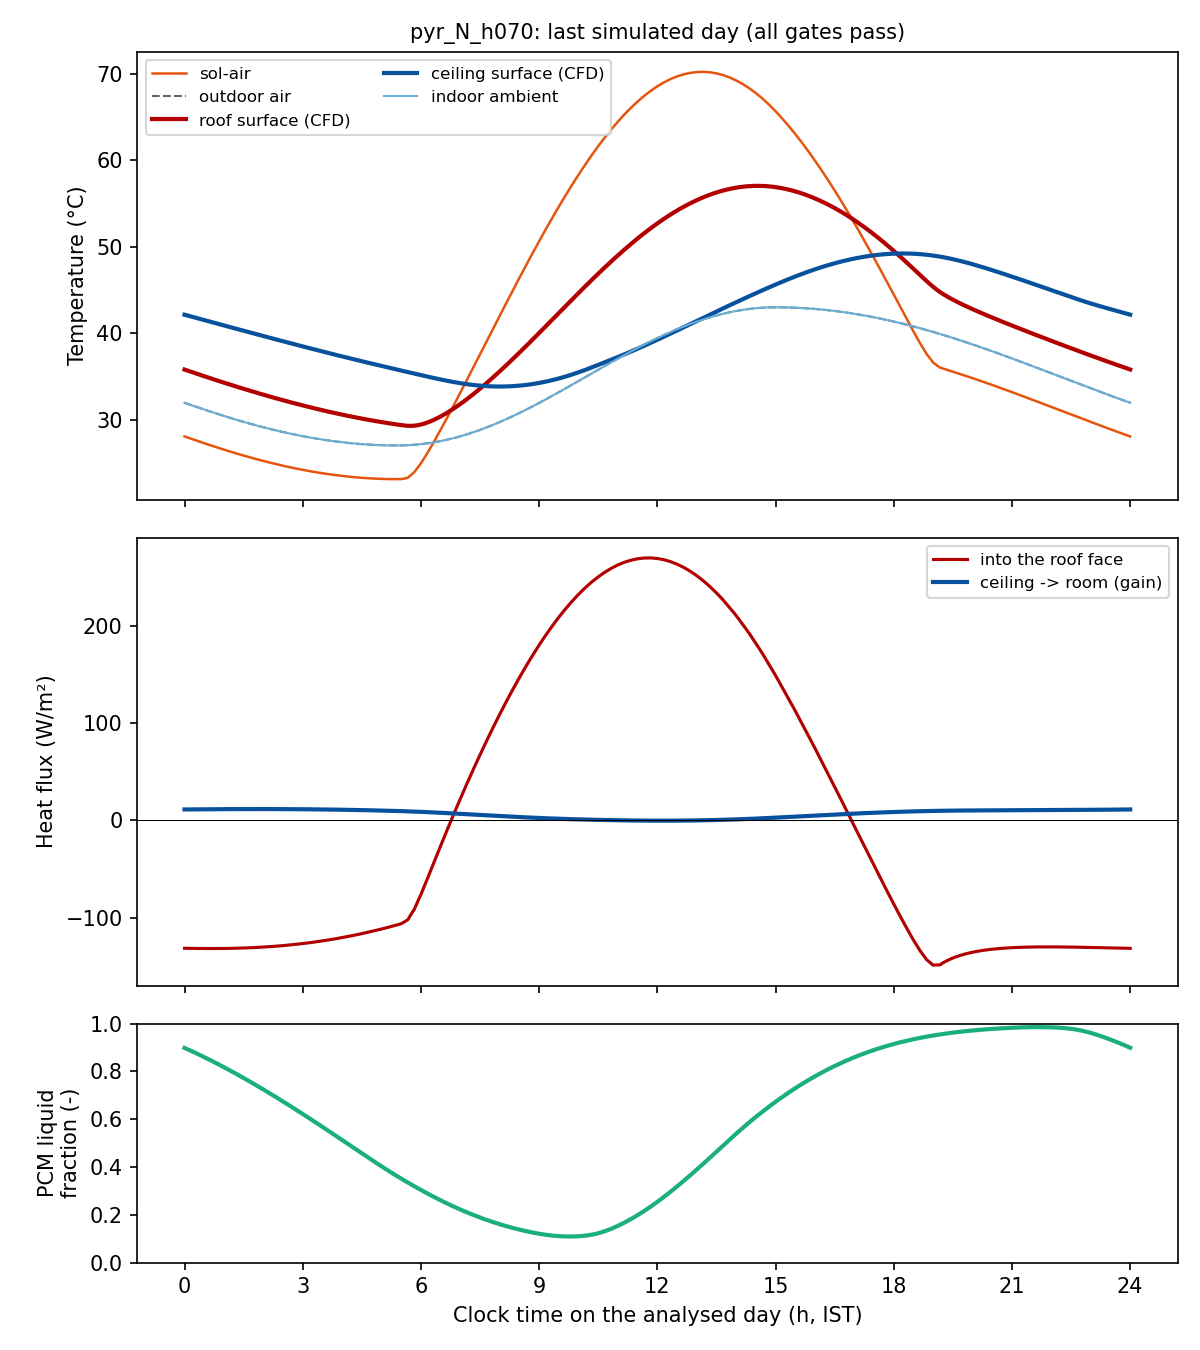 pyr_N_h070: last simulated day (all gates pass)
sol-air
outdoor air
roof surface (CFD)
ceiling surface (CFD)
indoor ambient
Temperature (°C)
70
60
50
40
30
into the roof face
ceiling -> room (gain)
Heat flux (W/m²)
200
100
0
−100
PCM liquid
fraction (-)
1.0
0.8
0.6
0.4
0.2
0.0
0 3 6 9 12 15 18 21 24
Clock time on the analysed day (h, IST)